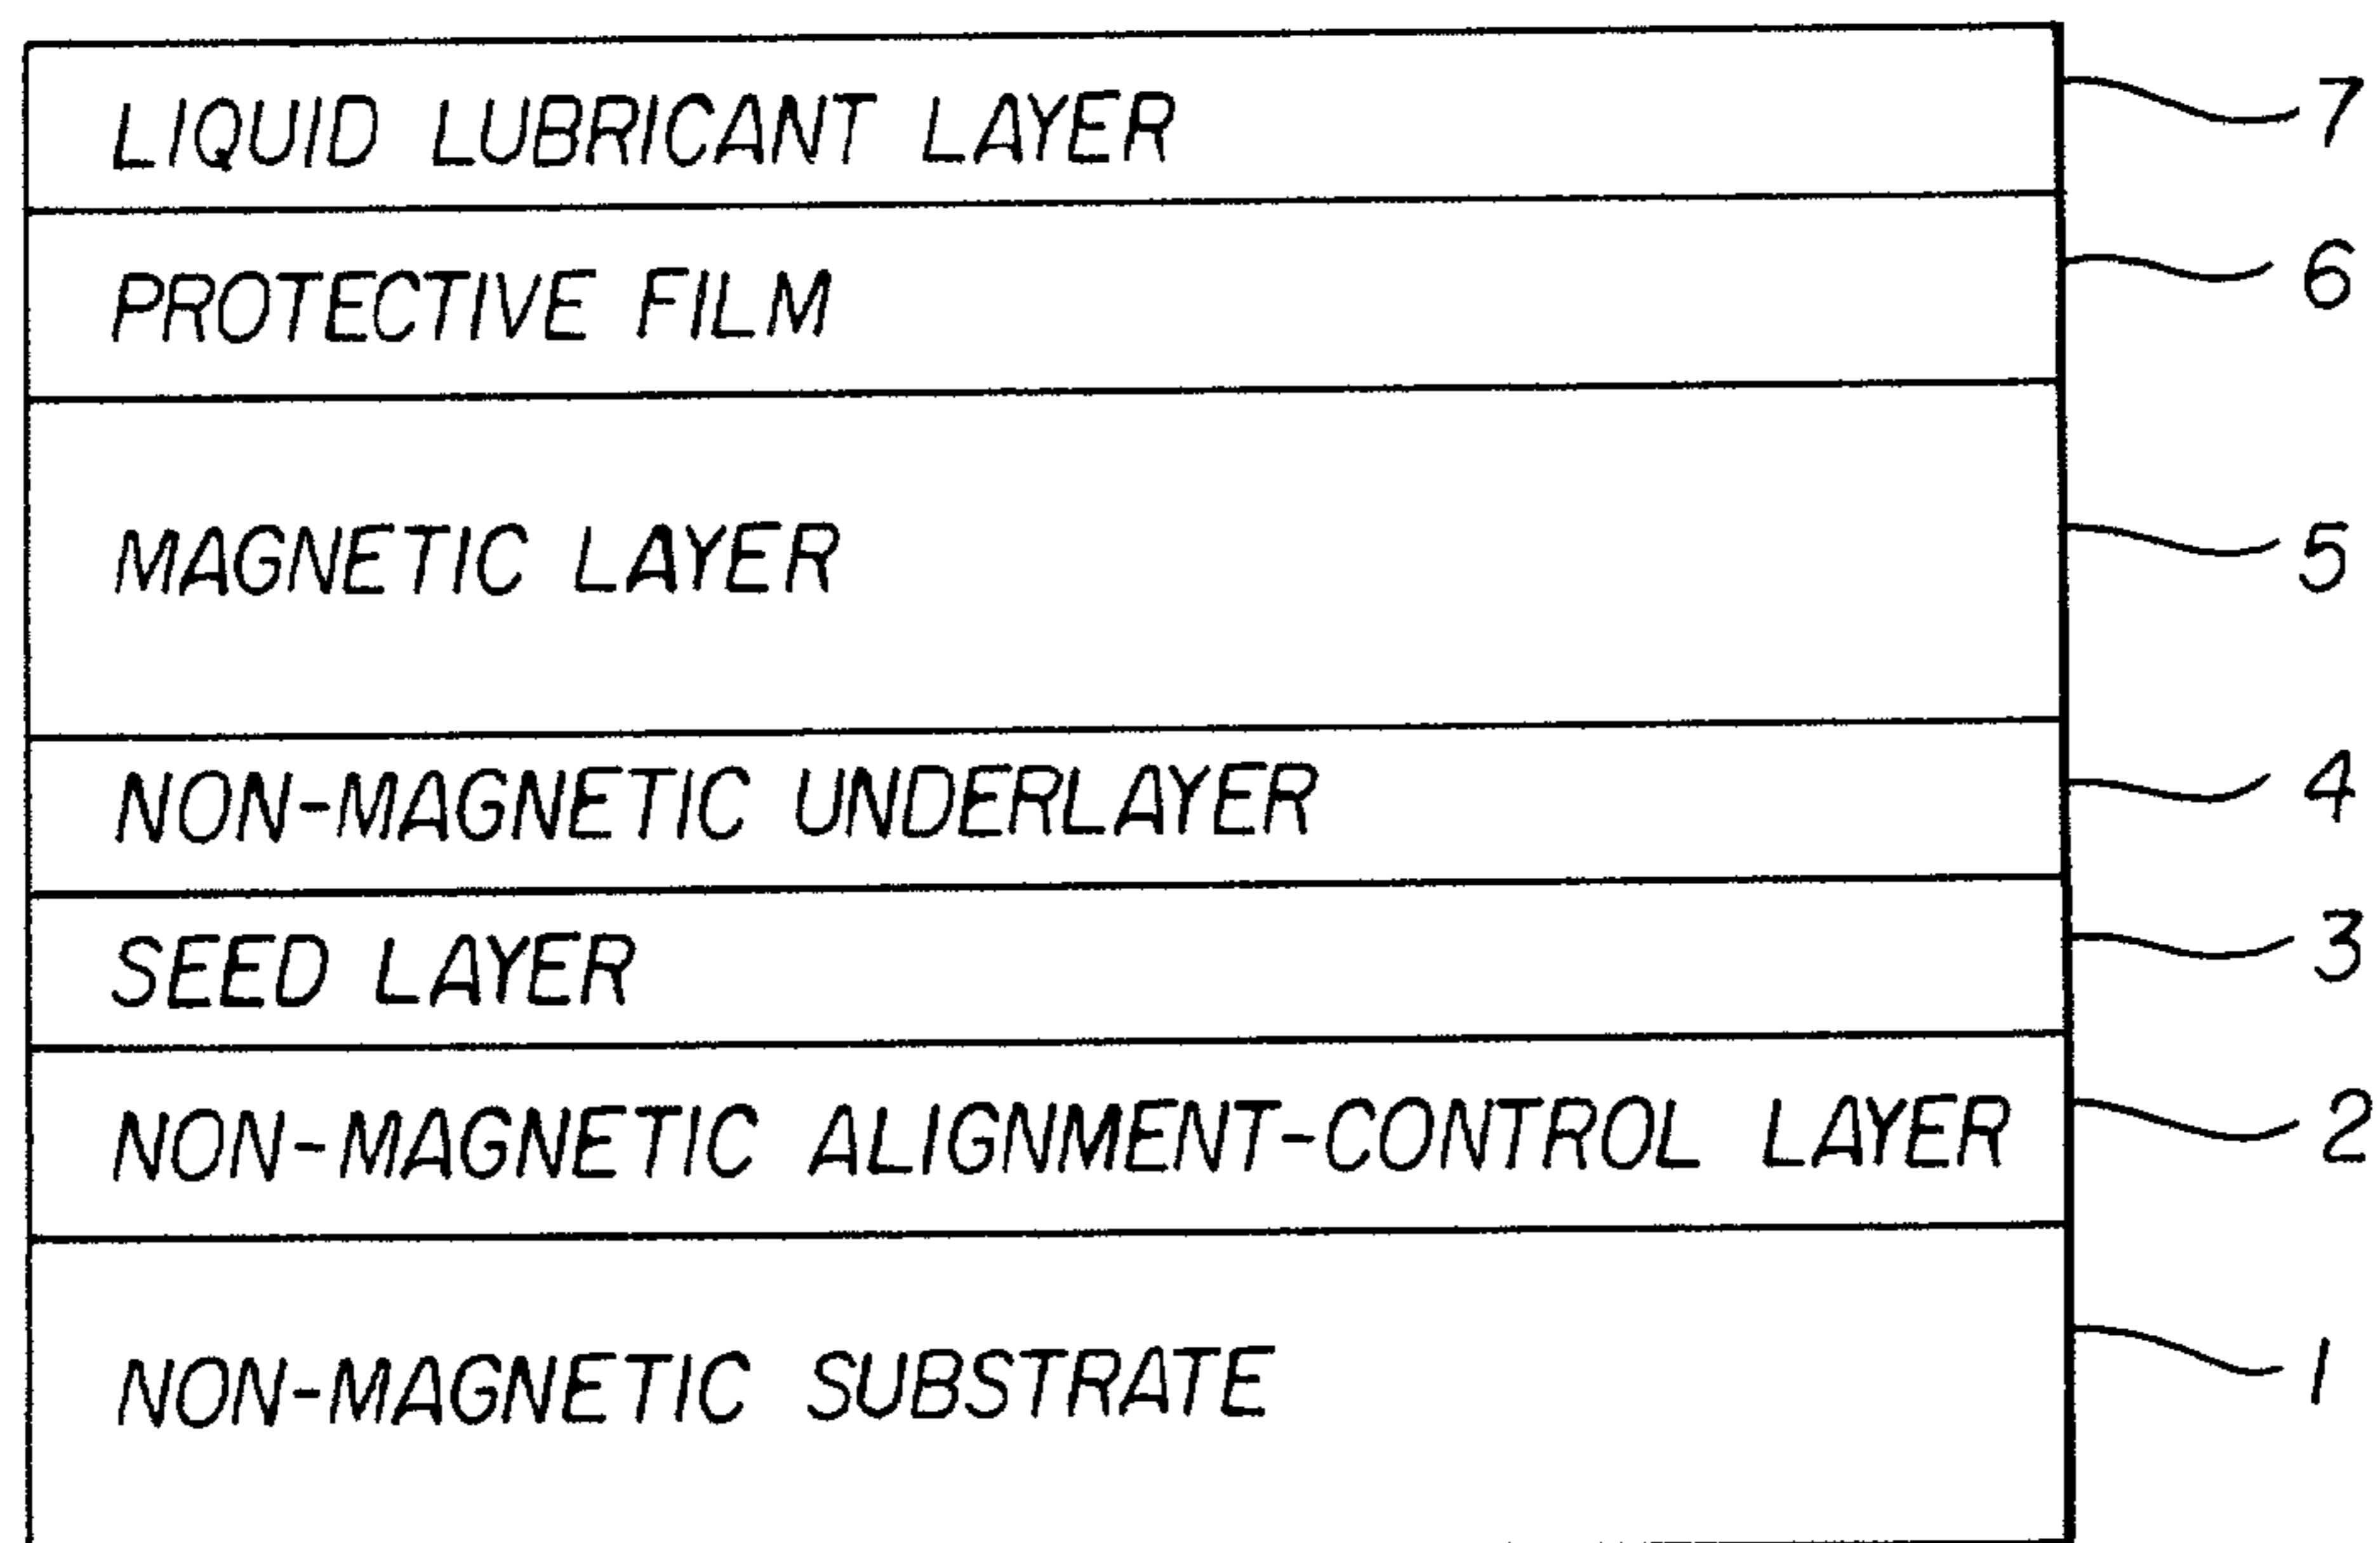 LIQUID LUBRICANT LAYER 7
PROTECTIVE FILM 6
MAGNETIC LAYER 5
NON-MAGNETIC UNDERLAYER 4
SEED LAYER 3
NON-MAGNETIC ALIGNMENT-CONTROL LAYER 2
NON-MAGNETIC SUBSTRATE 1